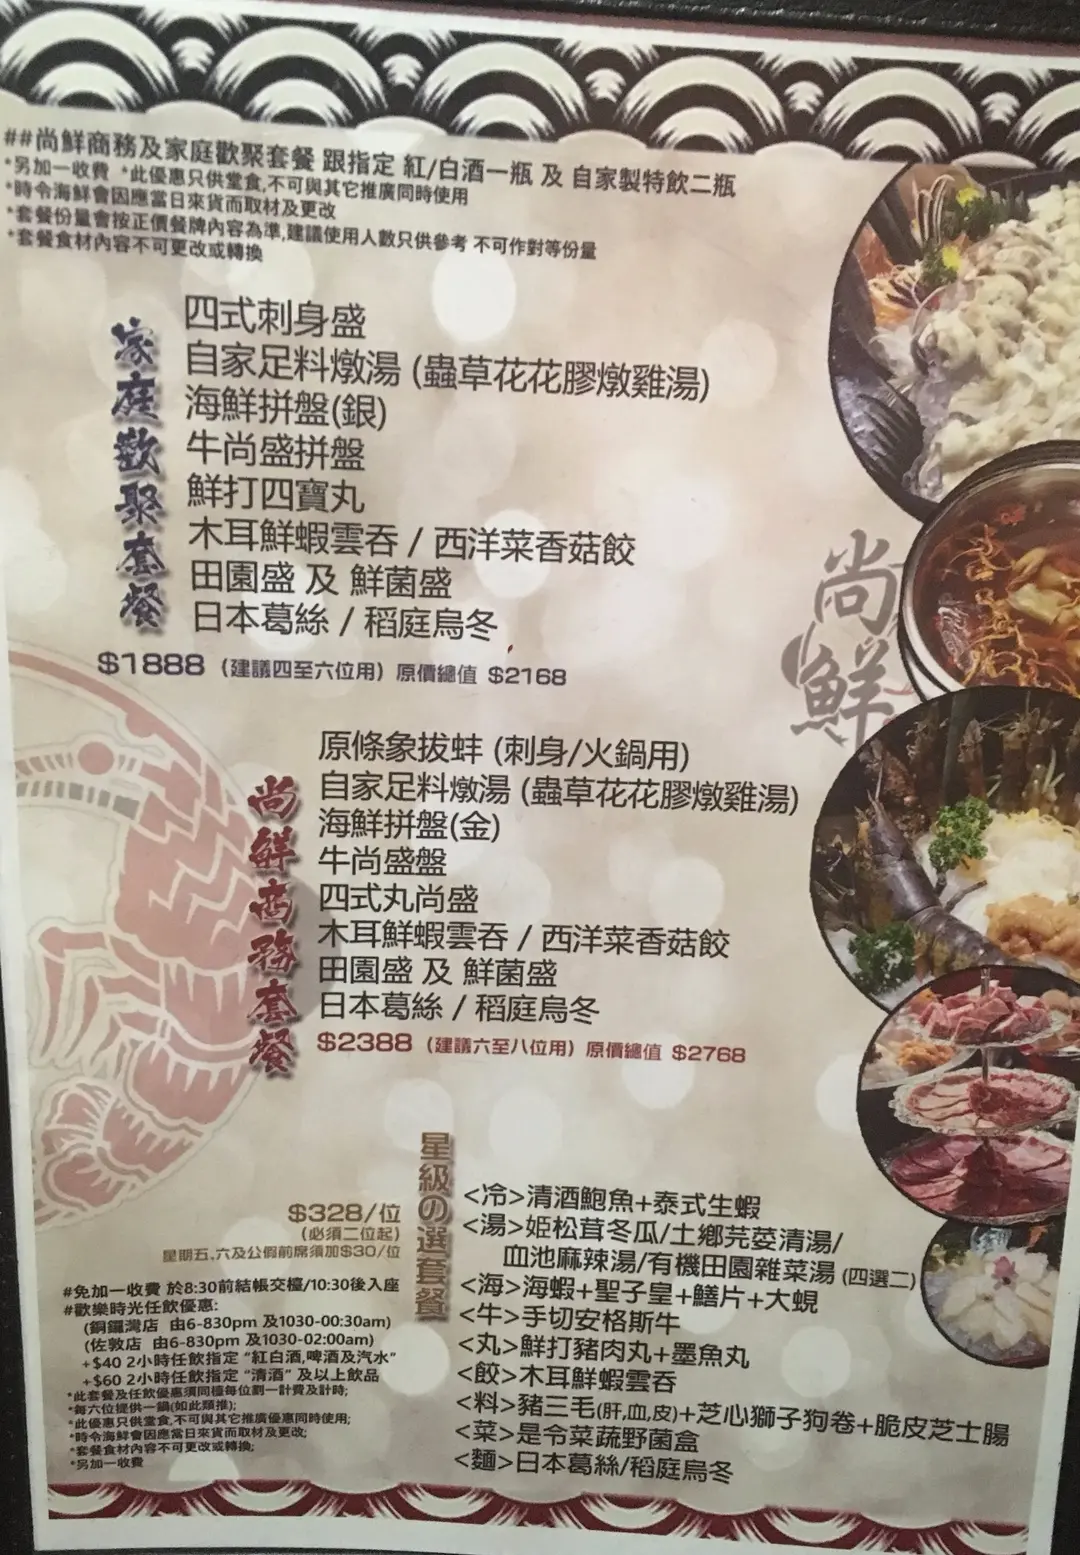 ##尚鮮商務及家庭歡聚套餐 跟指定 紅/白酒一瓶 及 自家製特飲二瓶
*另加一收費 *此優惠只供堂食,不可與其它推廣同時使用
*時令海鮮會因應當日來貨而取材及更改
*套餐份量會按正價餐牌內容為準,建議使用人數只供參考 不可作對等份量
*套餐食材內容不可更改或轉換
家庭歡聚套餐
四式刺身盛
自家足料燉湯 (蟲草花花膠燉雞湯)
海鮮拼盤(銀)
牛尚盛拼盤
鮮打四寶丸
木耳鮮蝦雲吞 / 西洋菜香菇餃
田園盛 及 鮮菌盛
日本葛絲 / 稻庭烏冬
$1888 (建議四至六位用) 原價總值 $2168
尚鮮
尚鮮商務套餐
原條象拔蚌 (刺身/火鍋用)
自家足料燉湯 (蟲草花花膠燉雞湯)
海鮮拼盤(金)
牛尚盛盤
四式丸尚盛
木耳鮮蝦雲吞 / 西洋菜香菇餃
田園盛 及 鮮菌盛
日本葛絲 / 稻庭烏冬
$2388 (建議六至八位用) 原價總值 $2768
星級の選套餐
$328/位
(必須二位起)
星期五,六及公假前席須加$30/位
<冷>清酒鮑魚+泰式生蝦
<湯>姫松茸冬瓜/土鄉芫荽清湯/
血池麻辣湯/有機田園雜菜湯 (四選二)
<海>海蝦+聖子皇+鱔片+大蜆
<牛>手切安格斯牛
<丸>鮮打豬肉丸+墨魚丸
<餃>木耳鮮蝦雲吞
<料>豬三毛(肝,血,皮)+芝心獅子狗卷+脆皮芝士腸
<菜>是令菜蔬野菌盒
<麵>日本葛絲/稻庭烏冬
#免加一收費 於8:30前結帳交檯/10:30後入座
#歡樂時光任飲優惠:
(銅鑼灣店 由6-830pm 及1030-00:30am)
(佐敦店 由6-830pm 及1030-02:00am)
+$40 2小時任飲指定 “紅白酒,啤酒及汽水”
+$60 2小時任飲指定 “清酒” 及以上飲品
*此套餐及任飲優惠須同檯每位劃一計費及計時;
*每六位提供一鍋(如此類推);
*此優惠只供堂食,不可與其它推廣優惠同時使用;
*時令海鮮會因應當日來貨而取材及更改;
*套餐食材內容不可更改或轉換;
*另加一收費